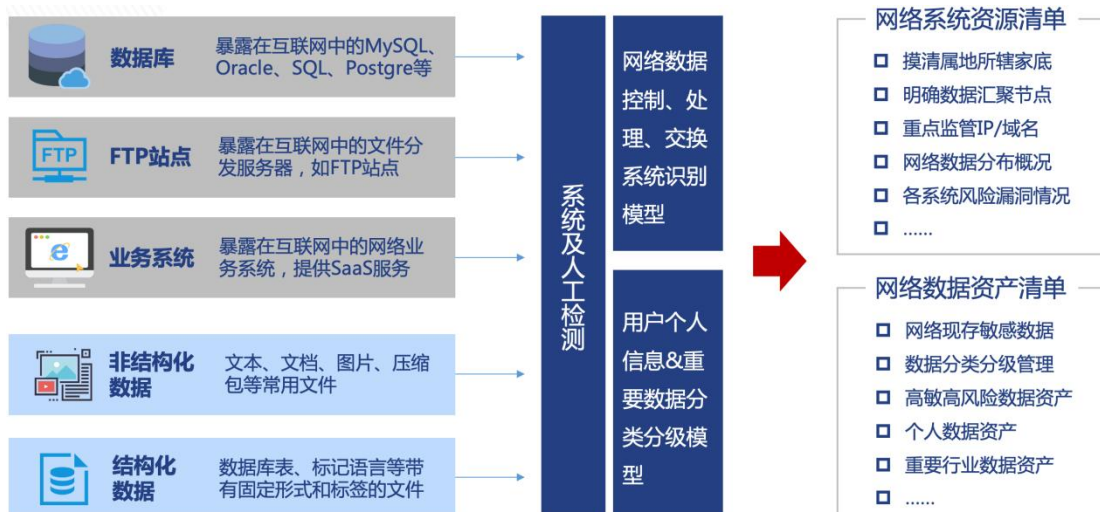 数据库
暴露在互联网中的MySQL、
Oracle、SQL、Postgre等
FTP
FTP站点
暴露在互联网中的文件分
发服务器，如FTP站点
业务系统
暴露在互联网中的网络业
务系统，提供SaaS服务
非结构化
数据
文本、文档、图片、压缩
包等常用文件
结构化
数据
数据库表、标记语言等带
有固定形式和标签的文件
系统及人工检测
网络数据
控制、处
理、交换
系统识别
模型
用户个人
信息&重
要数据分
类分级模
型
网络系统资源清单
摸清属地所辖家底
明确数据汇聚节点
重点监管IP/域名
网络数据分布概况
各系统风险漏洞情况
......
网络数据资产清单
网络现存敏感数据
数据分类分级管理
高敏高风险数据资产
个人数据资产
重要行业数据资产
......